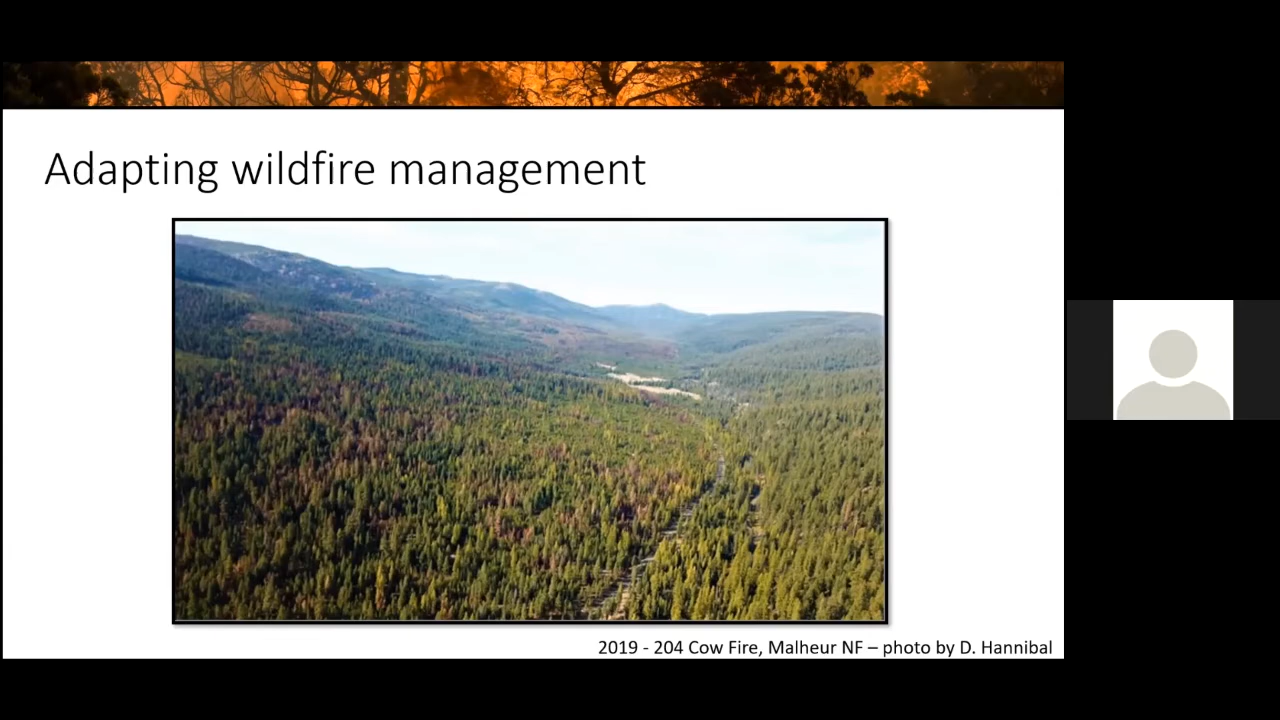 Adapting wildfire management
2019 - 204 Cow Fire, Malheur NF – photo by D. Hannibal